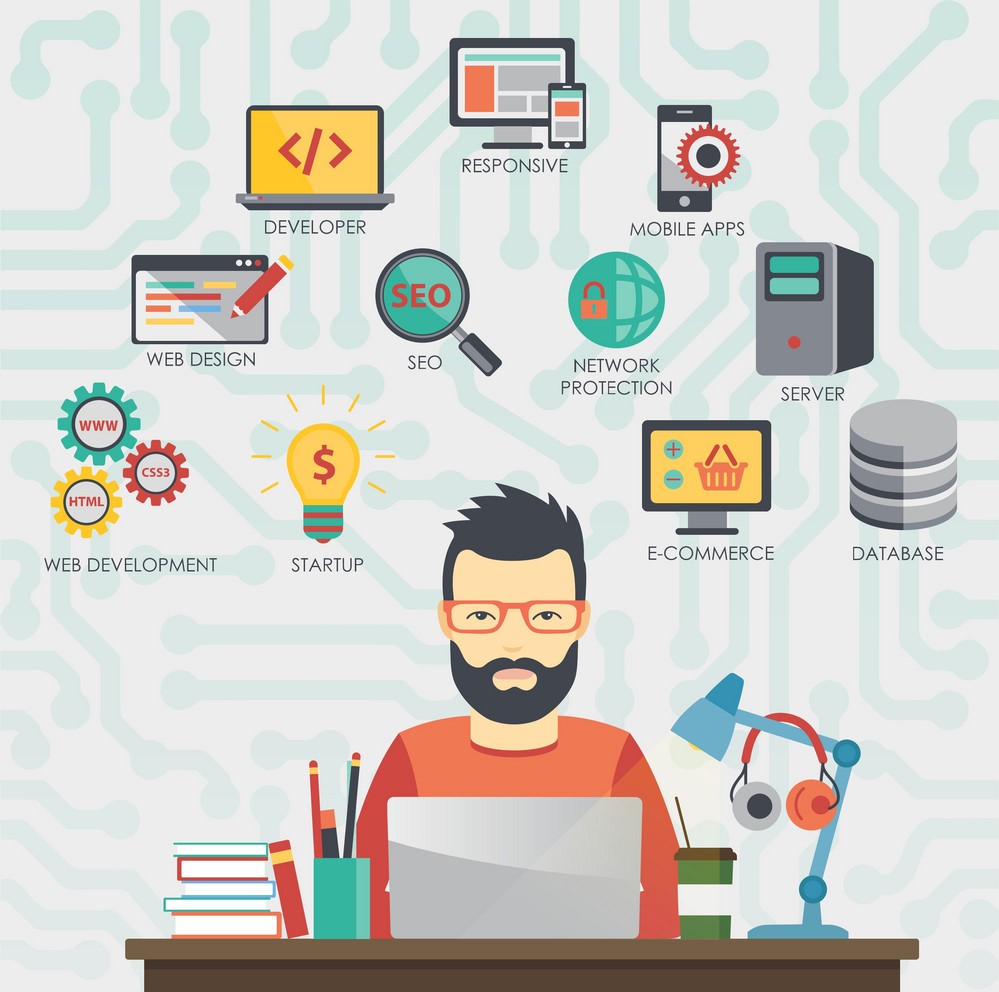 RESPONSIVE
</>
DEVELOPER
MOBILE APPS
WEB DESIGN
SEO
SEO
NETWORK
PROTECTION
SERVER
WWW
CSS3
HTML
WEB DEVELOPMENT
$
STARTUP
+
−
E-COMMERCE
DATABASE